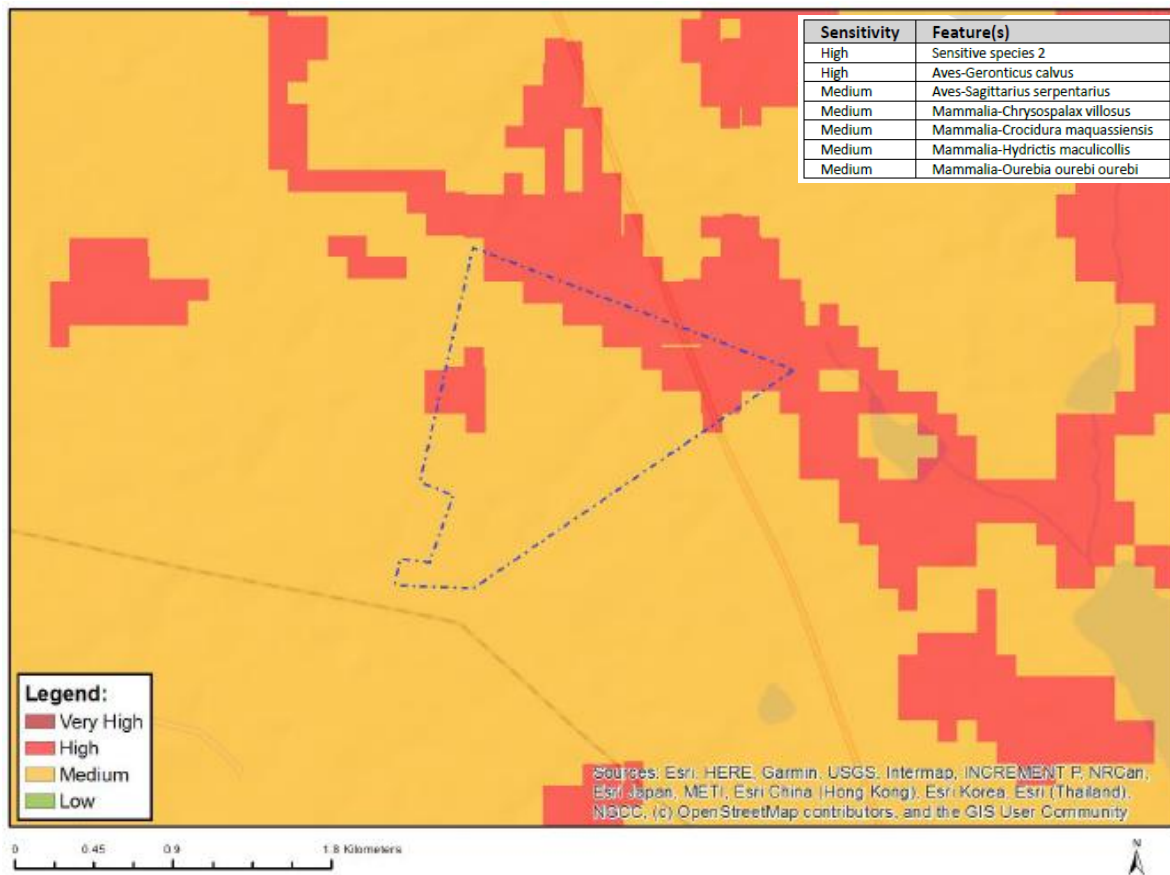 Sensitivity Feature(s)
High Sensitive species 2
High Aves-Geronticus calvus
Medium Aves-Sagittarius serpentarius
Medium Mammalia-Chrysospalax villosus
Medium Mammalia-Crocidura maquassiensis
Medium Mammalia-Hydrictis maculicollis
Medium Mammalia-Ourebia ourebi ourebi
Legend:
Very High
High
Medium
Low
Sources: Esri, HERE, Garmin, USGS, Intermap, INCREMENT P, NRCan,
Esri Japan, METI, Esri China (Hong Kong), Esri Korea, Esri (Thailand),
NGCC, (c) OpenStreetMap contributors, and the GIS User Community
0 0.45 0.9 1.8 Kilometers
N